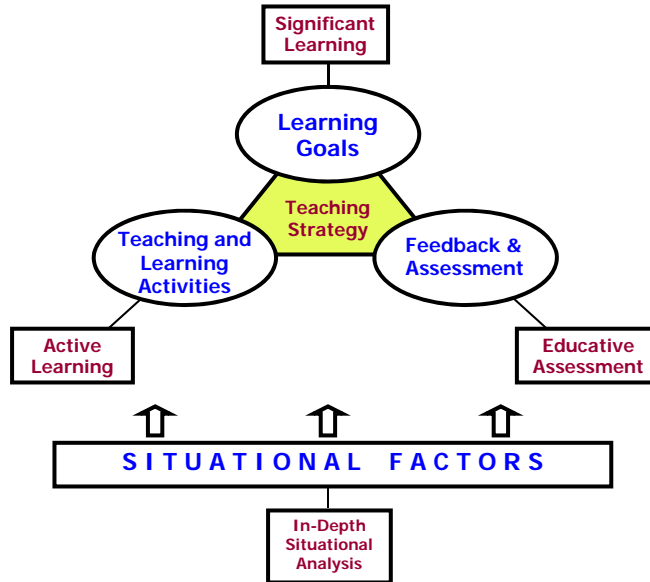 Significant
Learning
Learning
Goals
Teaching
Strategy
Teaching and
Learning
Activities
Feedback &
Assessment
Active
Learning
Educative
Assessment
SITUATIONAL FACTORS
In-Depth
Situational
Analysis